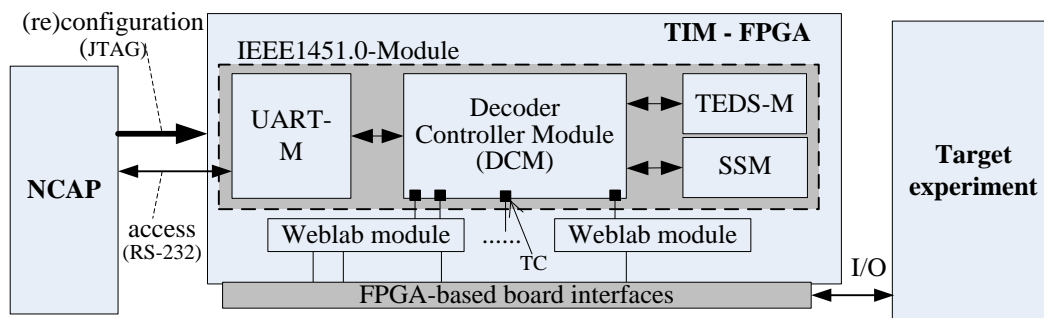 (re)configuration
(JTAG)
TIM - FPGA
IEEE1451.0-Module
UART-
M
Decoder
Controller Module
(DCM)
TEDS-M
SSM
NCAP
Target
experiment
access
(RS-232)
Weblab module
......
Weblab module
TC
I/O
FPGA-based board interfaces